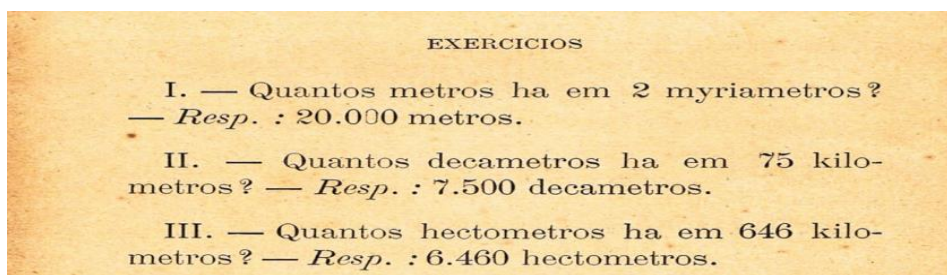 EXERCICIOS
I. — Quantos metros ha em 2 myriametros?
— Resp. : 20.000 metros.
II. — Quantos decametros ha em 75 kilo-
metros? — Resp. : 7.500 decametros.
III. — Quantos hectometros ha em 646 kilo-
metros? — Resp. : 6.460 hectometros.